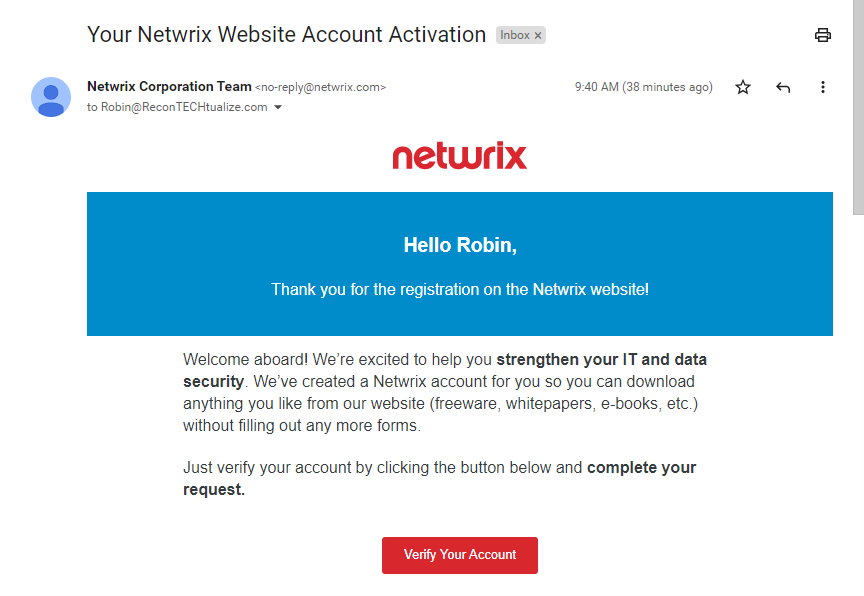 Your Netwrix Website Account Activation Inbox ×
Netwrix Corporation Team <no-reply@netwrix.com> 9:40 AM (38 minutes ago)
to Robin@ReconTECHtualize.com
netwrix
Hello Robin,
Thank you for the registration on the Netwrix website!
Welcome aboard! We’re excited to help you strengthen your IT and data
security. We’ve created a Netwrix account for you so you can download
anything you like from our website (freeware, whitepapers, e-books, etc.)
without filling out any more forms.
Just verify your account by clicking the button below and complete your
request.
Verify Your Account